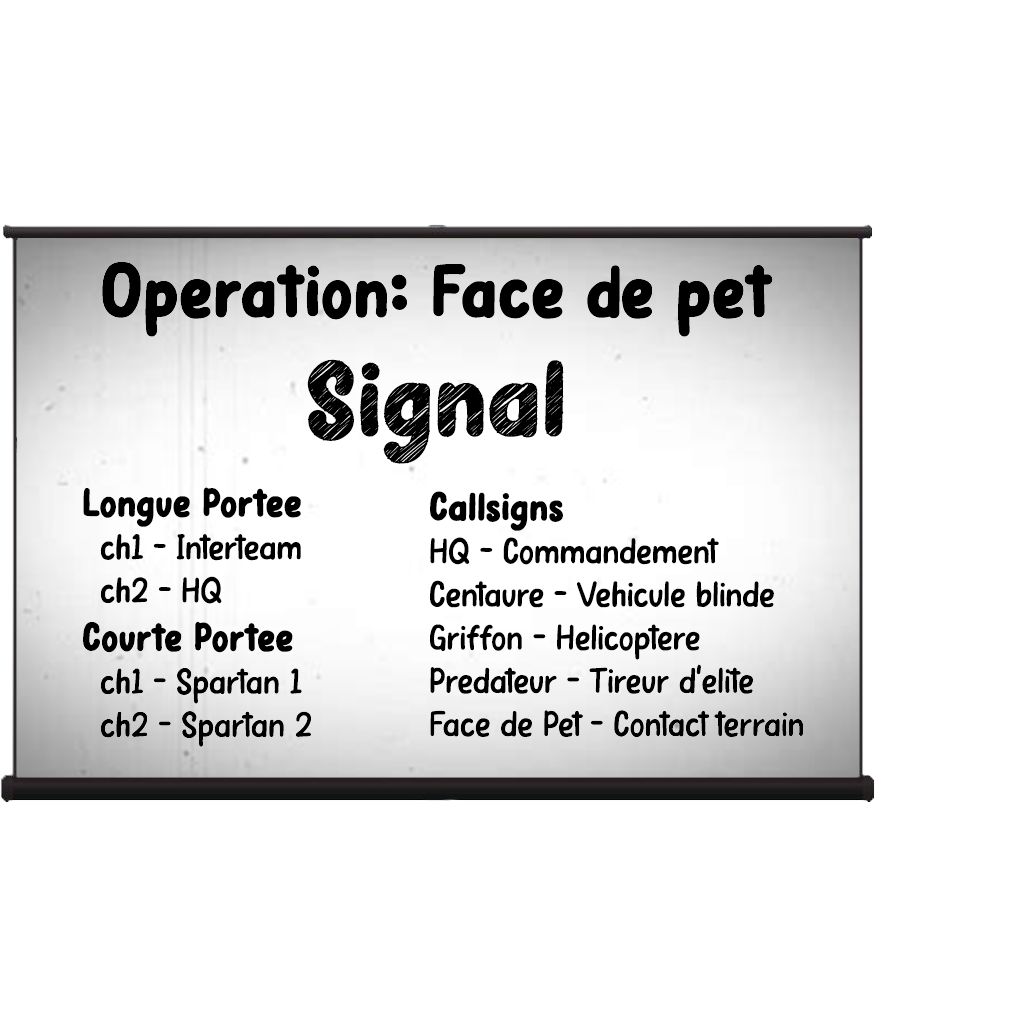 Operation: Face de pet
Signal
Longue Portee
ch1 - Interteam
ch2 - HQ
Courte Portee
ch1 - Spartan 1
ch2 - Spartan 2
Callsigns
HQ - Commandement
Centaure - Vehicule blinde
Griffon - Helicoptere
Predateur - Tireur d'elite
Face de Pet - Contact terrain